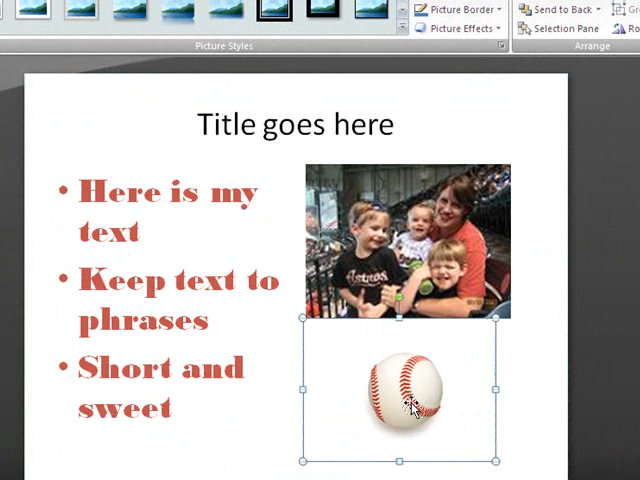 Picture Border
Send to Back
Picture Effects
Selection Pane
Picture Styles
Arrange
Title goes here
• Here is my
text
• Keep text to
phrases
• Short and
sweet
Astros